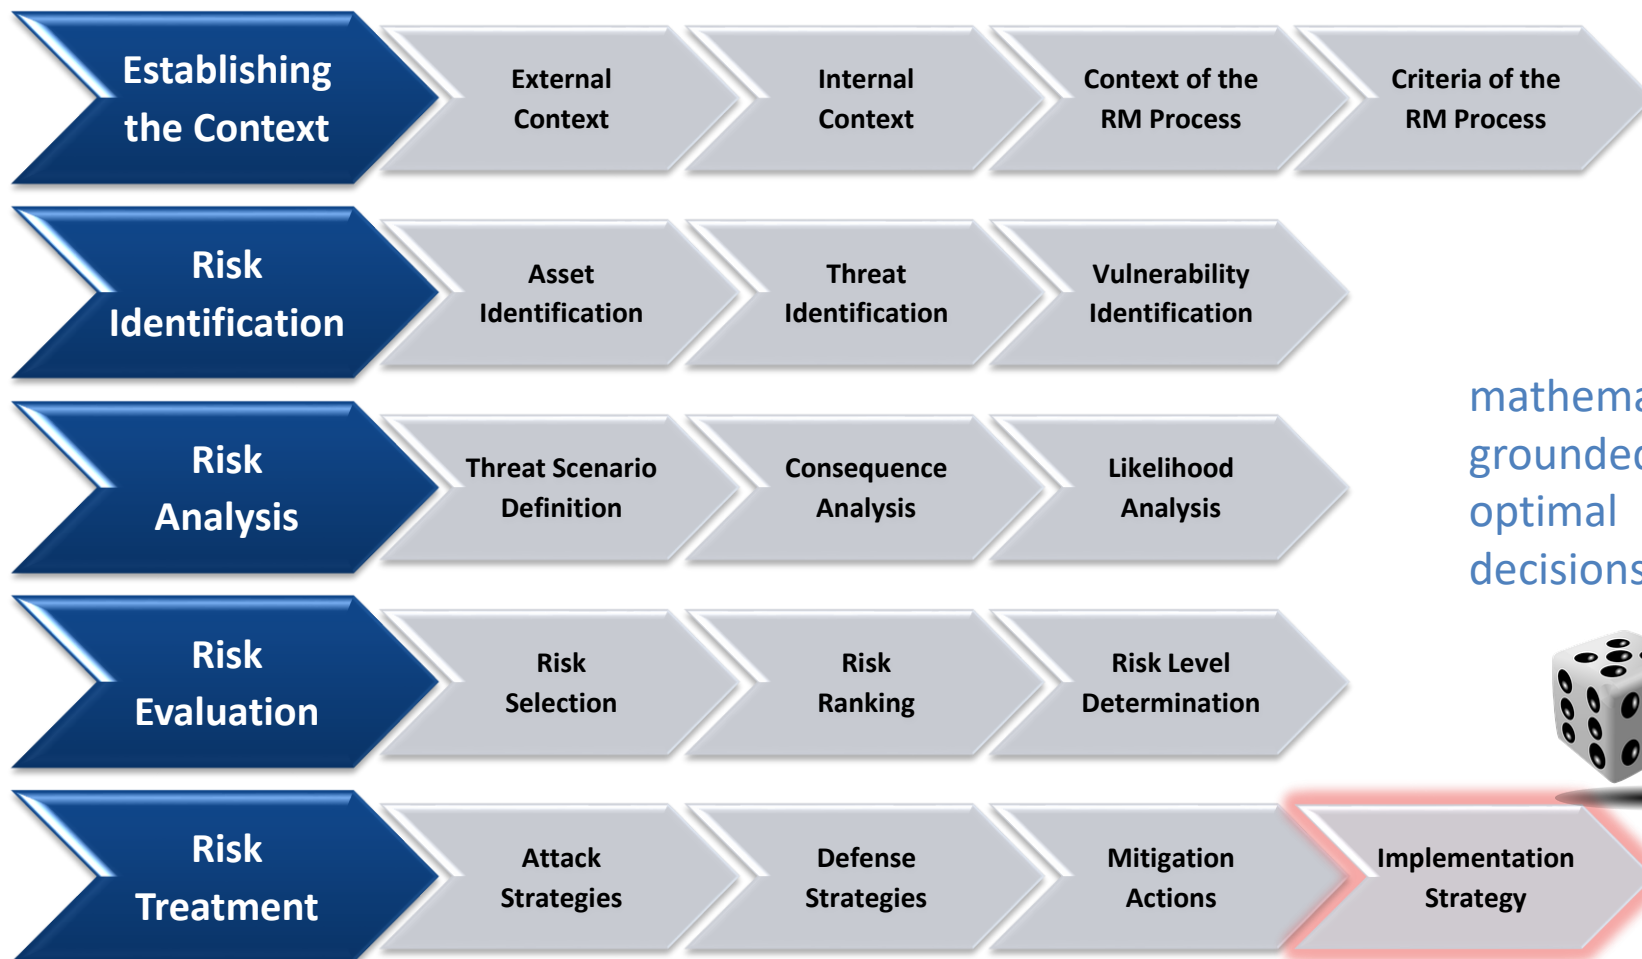 Establishing
the Context
External
Context
Internal
Context
Context of the
RM Process
Criteria of the
RM Process
Risk
Identification
Asset
Identification
Threat
Identification
Vulnerability
Identification
Risk
Analysis
Threat Scenario
Definition
Consequence
Analysis
Likelihood
Analysis
optimal
decisions
Risk
Evaluation
Risk
Selection
Risk
Ranking
Risk Level
Determination
Risk
Treatment
Attack
Strategies
Defense
Strategies
Mitigation
Actions
Implementation
Strategy